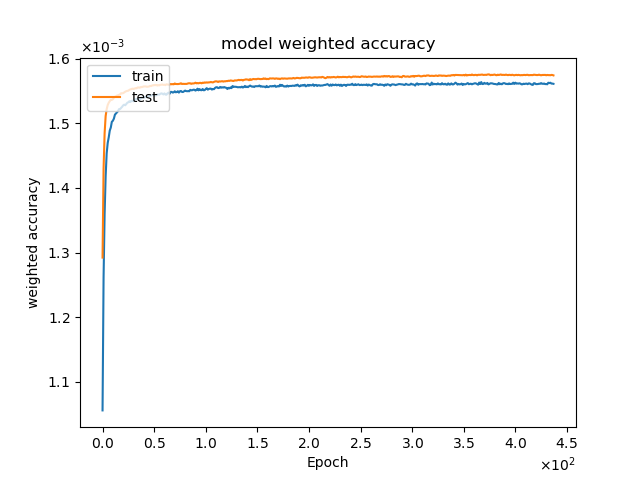 model weighted accuracy
×10⁻³
1.6
1.5
1.4
1.3
1.2
1.1
weighted accuracy
train
test
0.0 0.5 1.0 1.5 2.0 2.5 3.0 3.5 4.0 4.5
Epoch
×10²